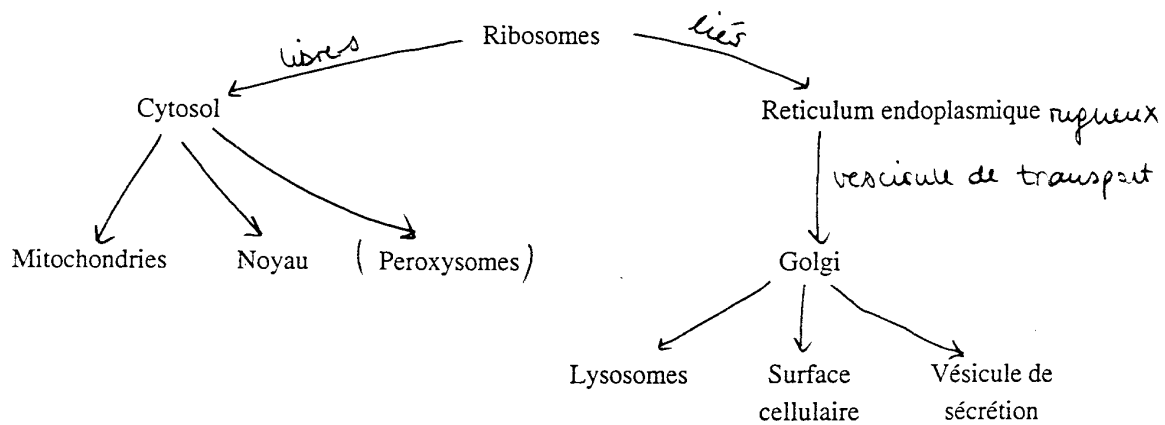 Ribosomes
libres
liés
Cytosol
Reticulum endoplasmique rugueux
vescicule de transport
Mitochondries
Noyau
( Peroxysomes)
Golgi
Lysosomes
Surface
cellulaire
Vésicule de
sécrétion